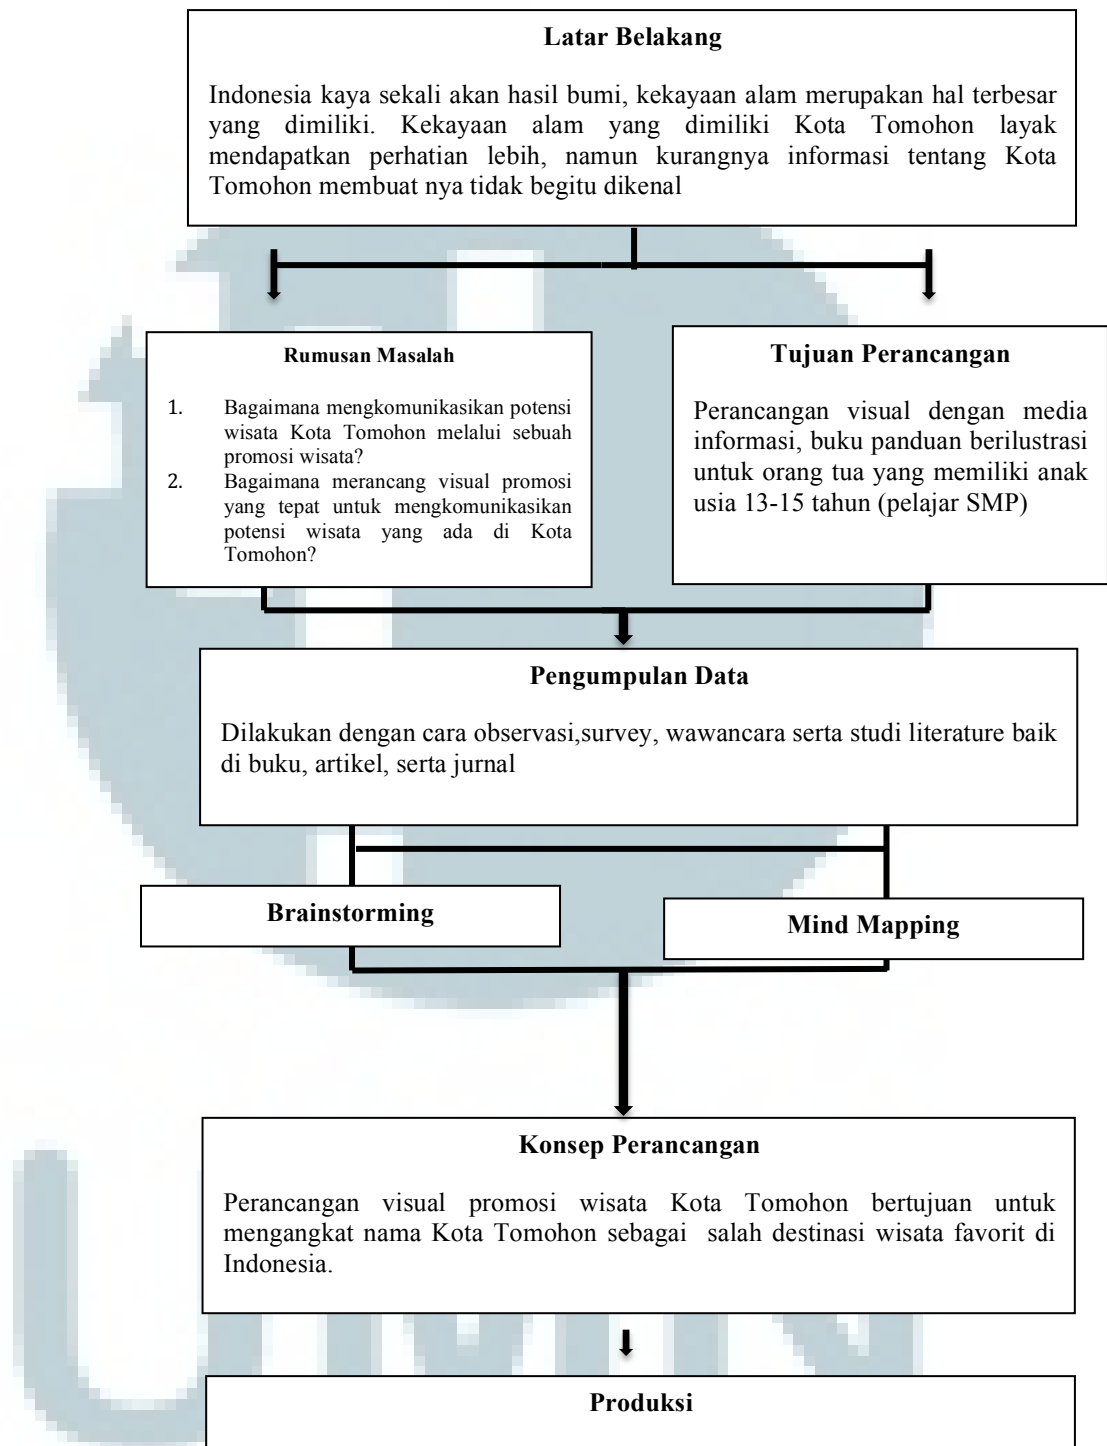 Latar Belakang
Indonesia kaya sekali akan hasil bumi, kekayaan alam merupakan hal terbesar
yang dimiliki. Kekayaan alam yang dimiliki Kota Tomohon layak
mendapatkan perhatian lebih, namun kurangnya informasi tentang Kota
Tomohon membuat nya tidak begitu dikenal
Rumusan Masalah
1. Bagaimana mengkomunikasikan potensi
wisata Kota Tomohon melalui sebuah
promosi wisata?
2. Bagaimana merancang visual promosi
yang tepat untuk mengkomunikasikan
potensi wisata yang ada di Kota
Tomohon?
Tujuan Perancangan
Perancangan visual dengan media
informasi, buku panduan berilustrasi
untuk orang tua yang memiliki anak
usia 13-15 tahun (pelajar SMP)
Pengumpulan Data
Dilakukan dengan cara observasi,survey, wawancara serta studi literature baik
di buku, artikel, serta jurnal
Brainstorming
Mind Mapping
Konsep Perancangan
Perancangan visual promosi wisata Kota Tomohon bertujuan untuk
mengangkat nama Kota Tomohon sebagai salah destinasi wisata favorit di
Indonesia.
Produksi